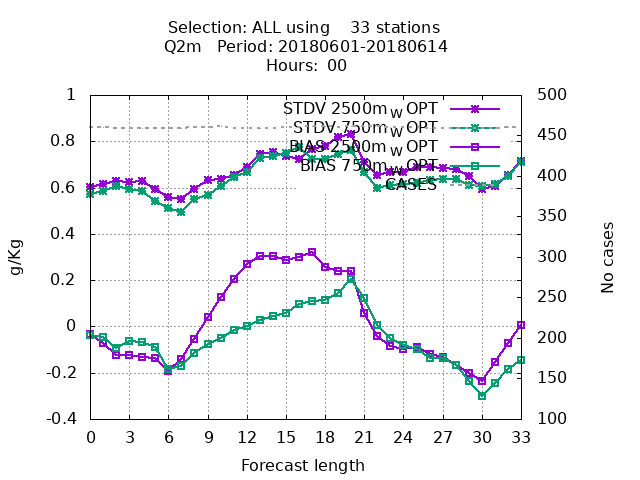 Selection: ALL using 33 stations
Q2m Period: 20180601-20180614
Hours: 00
1 500
STDV 2500m_W OPT
STDV 750m_W OPT
0.8 450
BIAS 2500m_W OPT
BIAS 750m_W OPT
400
CASES
0.6
350
0.4
300
0.2
250
0
200
-0.2
150
-0.4 100
g/Kg
No cases
0 3 6 9 12 15 18 21 24 27 30 33
Forecast length